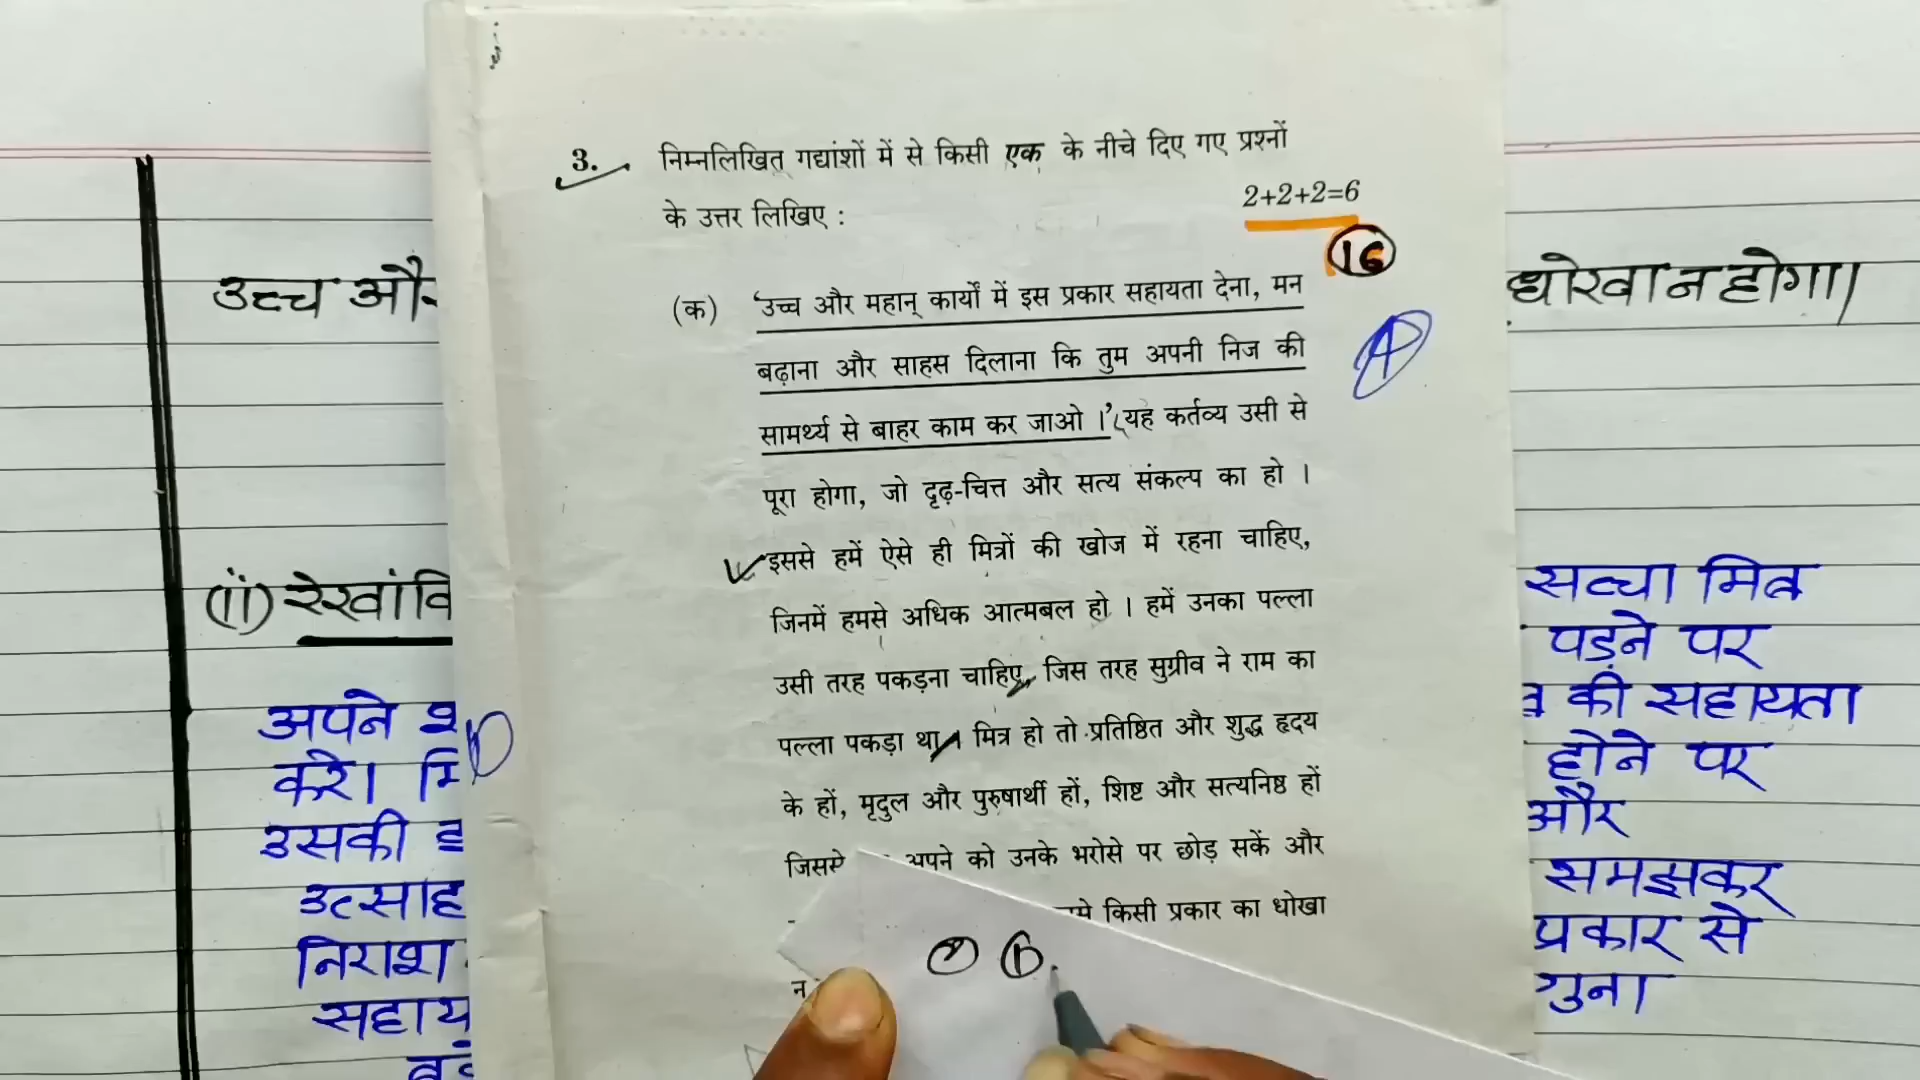 3. निम्नलिखित गद्यांशों में से किसी एक के नीचे दिए गए प्रश्नों
के उत्तर लिखिए :
2+2+2=6
16
(क) 'उच्च और महान् कार्यों में इस प्रकार सहायता देना, मन
बढ़ाना और साहस दिलाना कि तुम अपनी निज की
सामर्थ्य से बाहर काम कर जाओ ।' यह कर्तव्य उसी से
पूरा होगा, जो दृढ़-चित्त और सत्य संकल्प का हो ।
इससे हमें ऐसे ही मित्रों की खोज में रहना चाहिए,
जिनमें हमसे अधिक आत्मबल हो । हमें उनका पल्ला
उसी तरह पकड़ना चाहिए, जिस तरह सुग्रीव ने राम का
पल्ला पकड़ा था । मित्र हो तो प्रतिष्ठित और शुद्ध हृदय
के हों, मृदुल और पुरुषार्थी हों, शिष्ट और सत्यनिष्ठ हों
जिससे अपने को उनके भरोसे पर छोड़ सकें और
किसी प्रकार का धोखा
न
उच्च औ
(ii) रेखांकि
अपने
करे।
उसकी
उत्साह
निराश
सहाय
धोखा न होगा।
सच्चा मित्र
पड़ने पर
की सहायता
होने पर
और
समझकर
प्रकार से
गुना